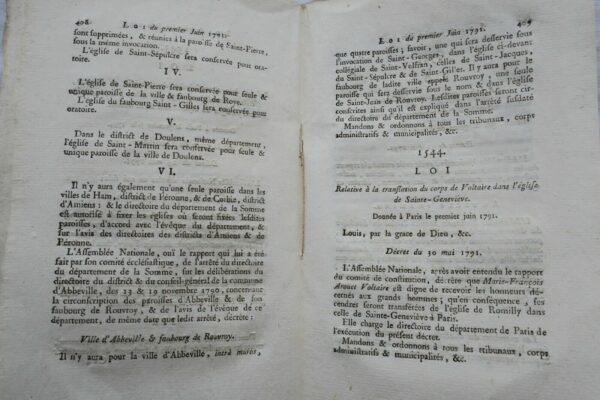 408
LOI du premier Juin 1791.
sont supprimées, & réunies à la paroisse de Saint-Pierre,
sous la même invocation.
L'église de Saint-Sépulcre sera conservée pour ora-
toire.
IV.
L'église de Saint-Pierre sera conservée pour seule &
unique paroisse de la ville & faubourg de Roye.
L'église du faubourg Saint-Gilles sera conservée pour
oratoire.
V.
Dans le district de Doulens, même département,
l'église de Saint-Martin sera conservée pour seule &
unique paroisse de la ville de Doulens.
VI.
Il n'y aura également qu'une seule paroisse dans les
villes de Ham, district de Péronne, & de Corbie, district
d'Amiens : & le directoire du département de la Somme
est autorisé à fixer les églises où seront fixées lesdites
paroisses, d'accord avec l'évêque du département, &
sur l'avis des directoires des districts d'Amiens & de
Péronne.
L'Assemblée Nationale, ouï le rapport qui lui a été
fait par son comité ecclésiastique, de l'arrêté du directoire
du département de la Somme, sur les délibérations du
directoire du district & du conseil-général de la commune
d'Abbeville, des 13 & 19 novembre 1790, concernant
la circonscription des paroisses d'Abbeville & de son
faubourg de Rouvroy, & de l'avis de l'évêque de ce
département, de même date que ledit arrêté, décrète :
Ville d'Abbeville & faubourg de Rouvroy.
Il n'y aura pour la ville d'Abbeville, intrà muros,
LOI du premier Juin 1791.
409
que quatre paroisses ; savoir, une qui sera desservie sous
l'invocation de Saint-Georges, dans l'église ci-devant
collégiale de Saint-Vulfran, celles de Saint-Jacques,
du Saint-Sépulcre & de Saint-Gilles. Il y aura pour le
faubourg de ladite ville appelé Rouvroy, une seule
paroisse qui sera desservie sous le nom & dans l'église
de Saint-Jean de Rouvroy. Lesdites paroisses seront cir-
conscrites ainsi qu'il est expliqué dans l'arrêté susdaté
du directoire du département de la Somme.
Mandons & ordonnons à tous les tribunaux, corps
administratifs & municipalités, &c.
1544.
LOI
Relative à la translation du corps de Voltaire dans l'église
de Sainte-Geneviève.
Donnée à Paris le premier juin 1791.
Louis, par la grace de Dieu, &c.
Décret du 30 mai 1791.
L'Assemblée Nationale, après avoir entendu le rapport
du comité de constitution, décrète que Marie-François
Arouet Voltaire est digne de recevoir les honneurs dé-
cernés aux grands hommes ; qu'en conséquence, ses
cendres seront transférées de l'église de Romilly dans
celle de Sainte-Geneviève à Paris.
Elle charge le directoire du département de Paris de
l'exécution du présent décret.
Mandons & ordonnons à tous les tribunaux, corps
administratifs & municipalités, &c.